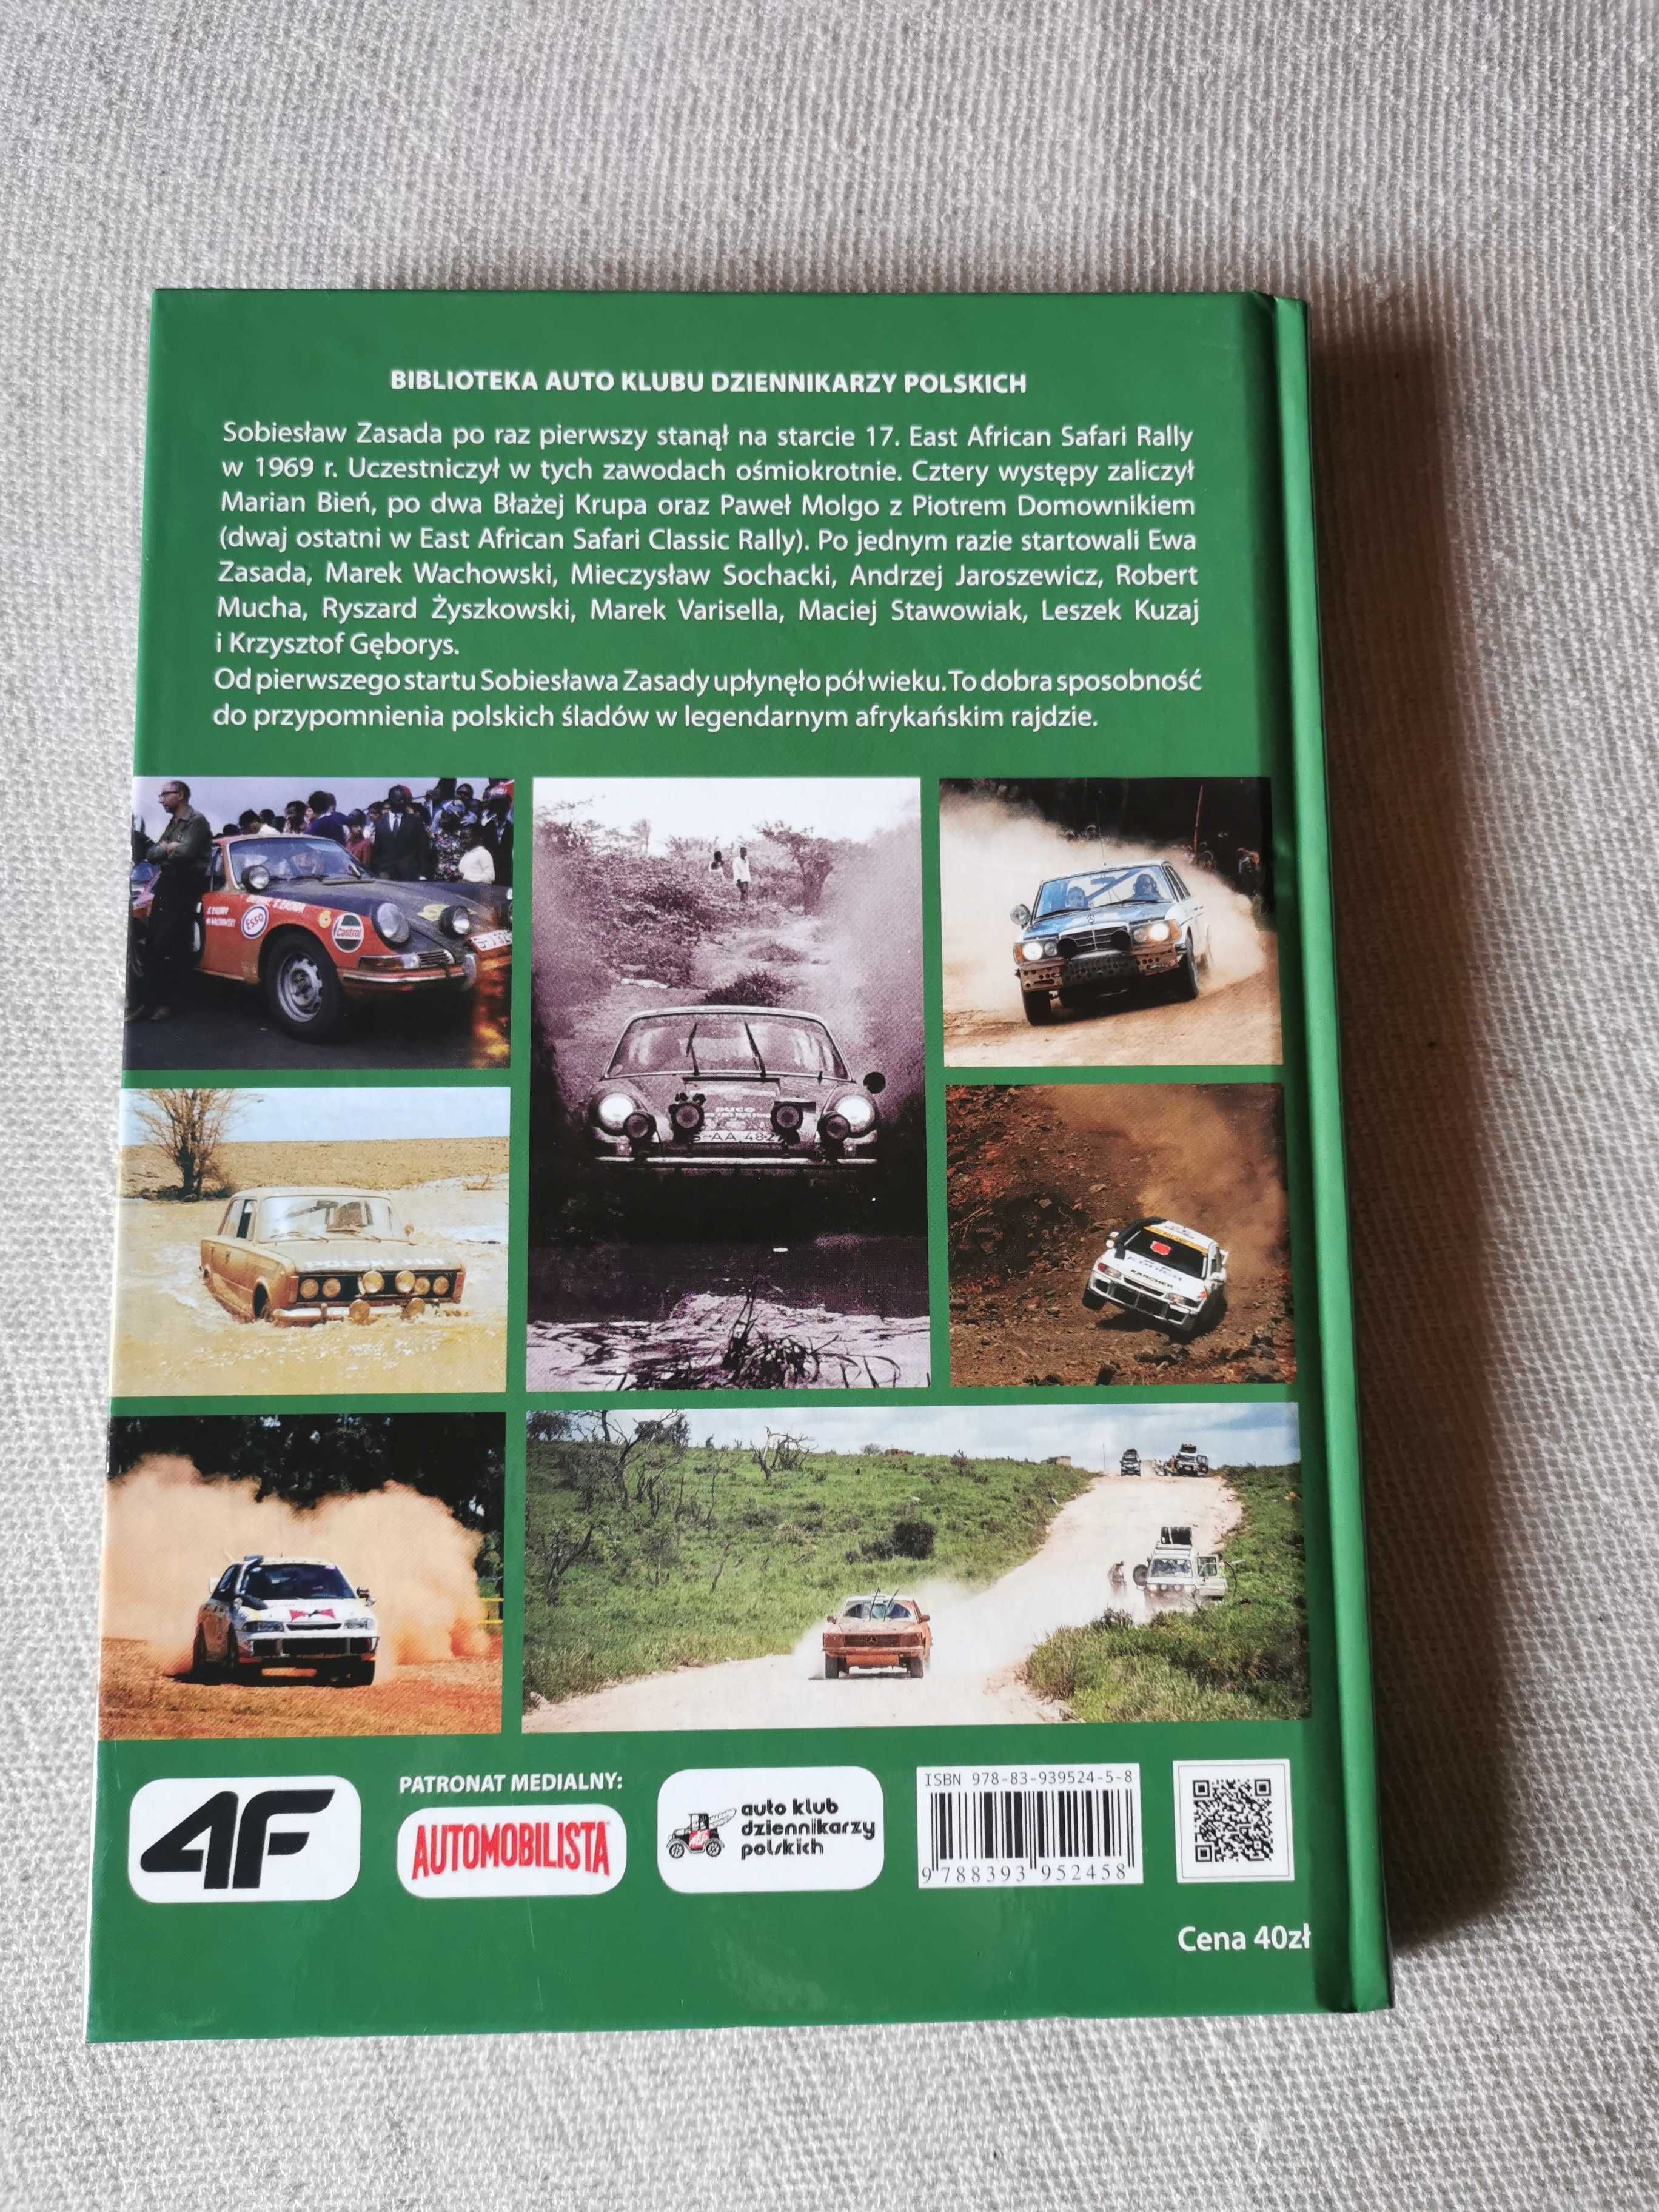 BIBLIOTEKA AUTO KLUBU DZIENNIKARZY POLSKICH
Sobiesław Zasada po raz pierwszy stanął na starcie 17. East African Safari Rally
w 1969 r. Uczestniczył w tych zawodach ośmiokrotnie. Cztery występy zaliczył
Marian Bień, po dwa Błażej Krupa oraz Paweł Molgo z Piotrem Domownikiem
(dwaj ostatni w East African Safari Classic Rally). Po jednym razie startowali Ewa
Zasada, Marek Wachowski, Mieczysław Sochacki, Andrzej Jaroszewicz, Robert
Mucha, Ryszard Żyszkowski, Marek Varisella, Maciej Stawowiak, Leszek Kuzaj
i Krzysztof Gęborys.
Od pierwszego startu Sobiesława Zasady upłynęło pół wieku. To dobra sposobność
do przypomnienia polskich śladów w legendarnym afrykańskim rajdzie.
Esso
Castrol
KARCHER
4F
PATRONAT MEDIALNY:
AUTOMOBILISTA
auto klub
dziennikarzy
polskich
ISBN 978-83-939524-5-8
9 788393 952458
Cena 40zł